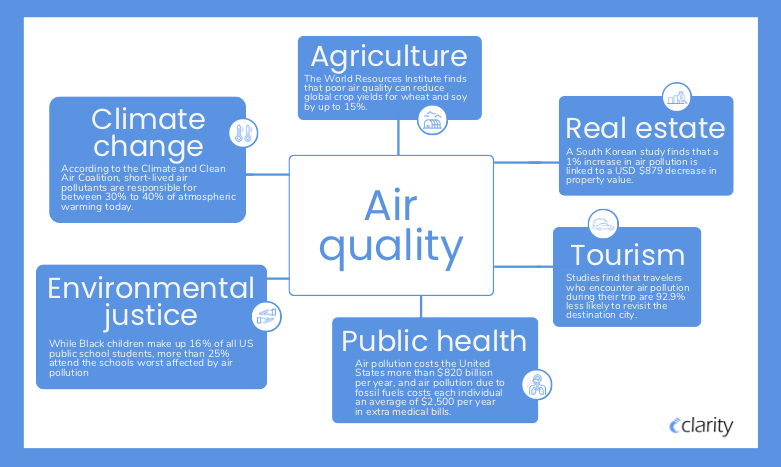 Agriculture
The World Resources Institute finds
that poor air quality can reduce
global crop yields for wheat and soy
by up to 15%.
Climate
change
According to the Climate and Clean
Air Coalition, short-lived air
pollutants are responsible for
between 30% to 40% of atmospheric
warming today.
Real estate
A South Korean study finds that a
1% increase in air pollution is
linked to a USD $879 decrease in
property value.
Air
quality
Tourism
Studies find that travelers
who encounter air pollution
during their trip are 92.9%
less likely to revisit the
destination city.
Environmental
justice
While Black children make up 16% of all US
public school students, more than 25%
attend the schools worst affected by air
pollution
Public health
Air pollution costs the United
States more than $820 billion
per year, and air pollution due to
fossil fuels costs each individual
an average of $2,500 per year
in extra medical bills.
clarity